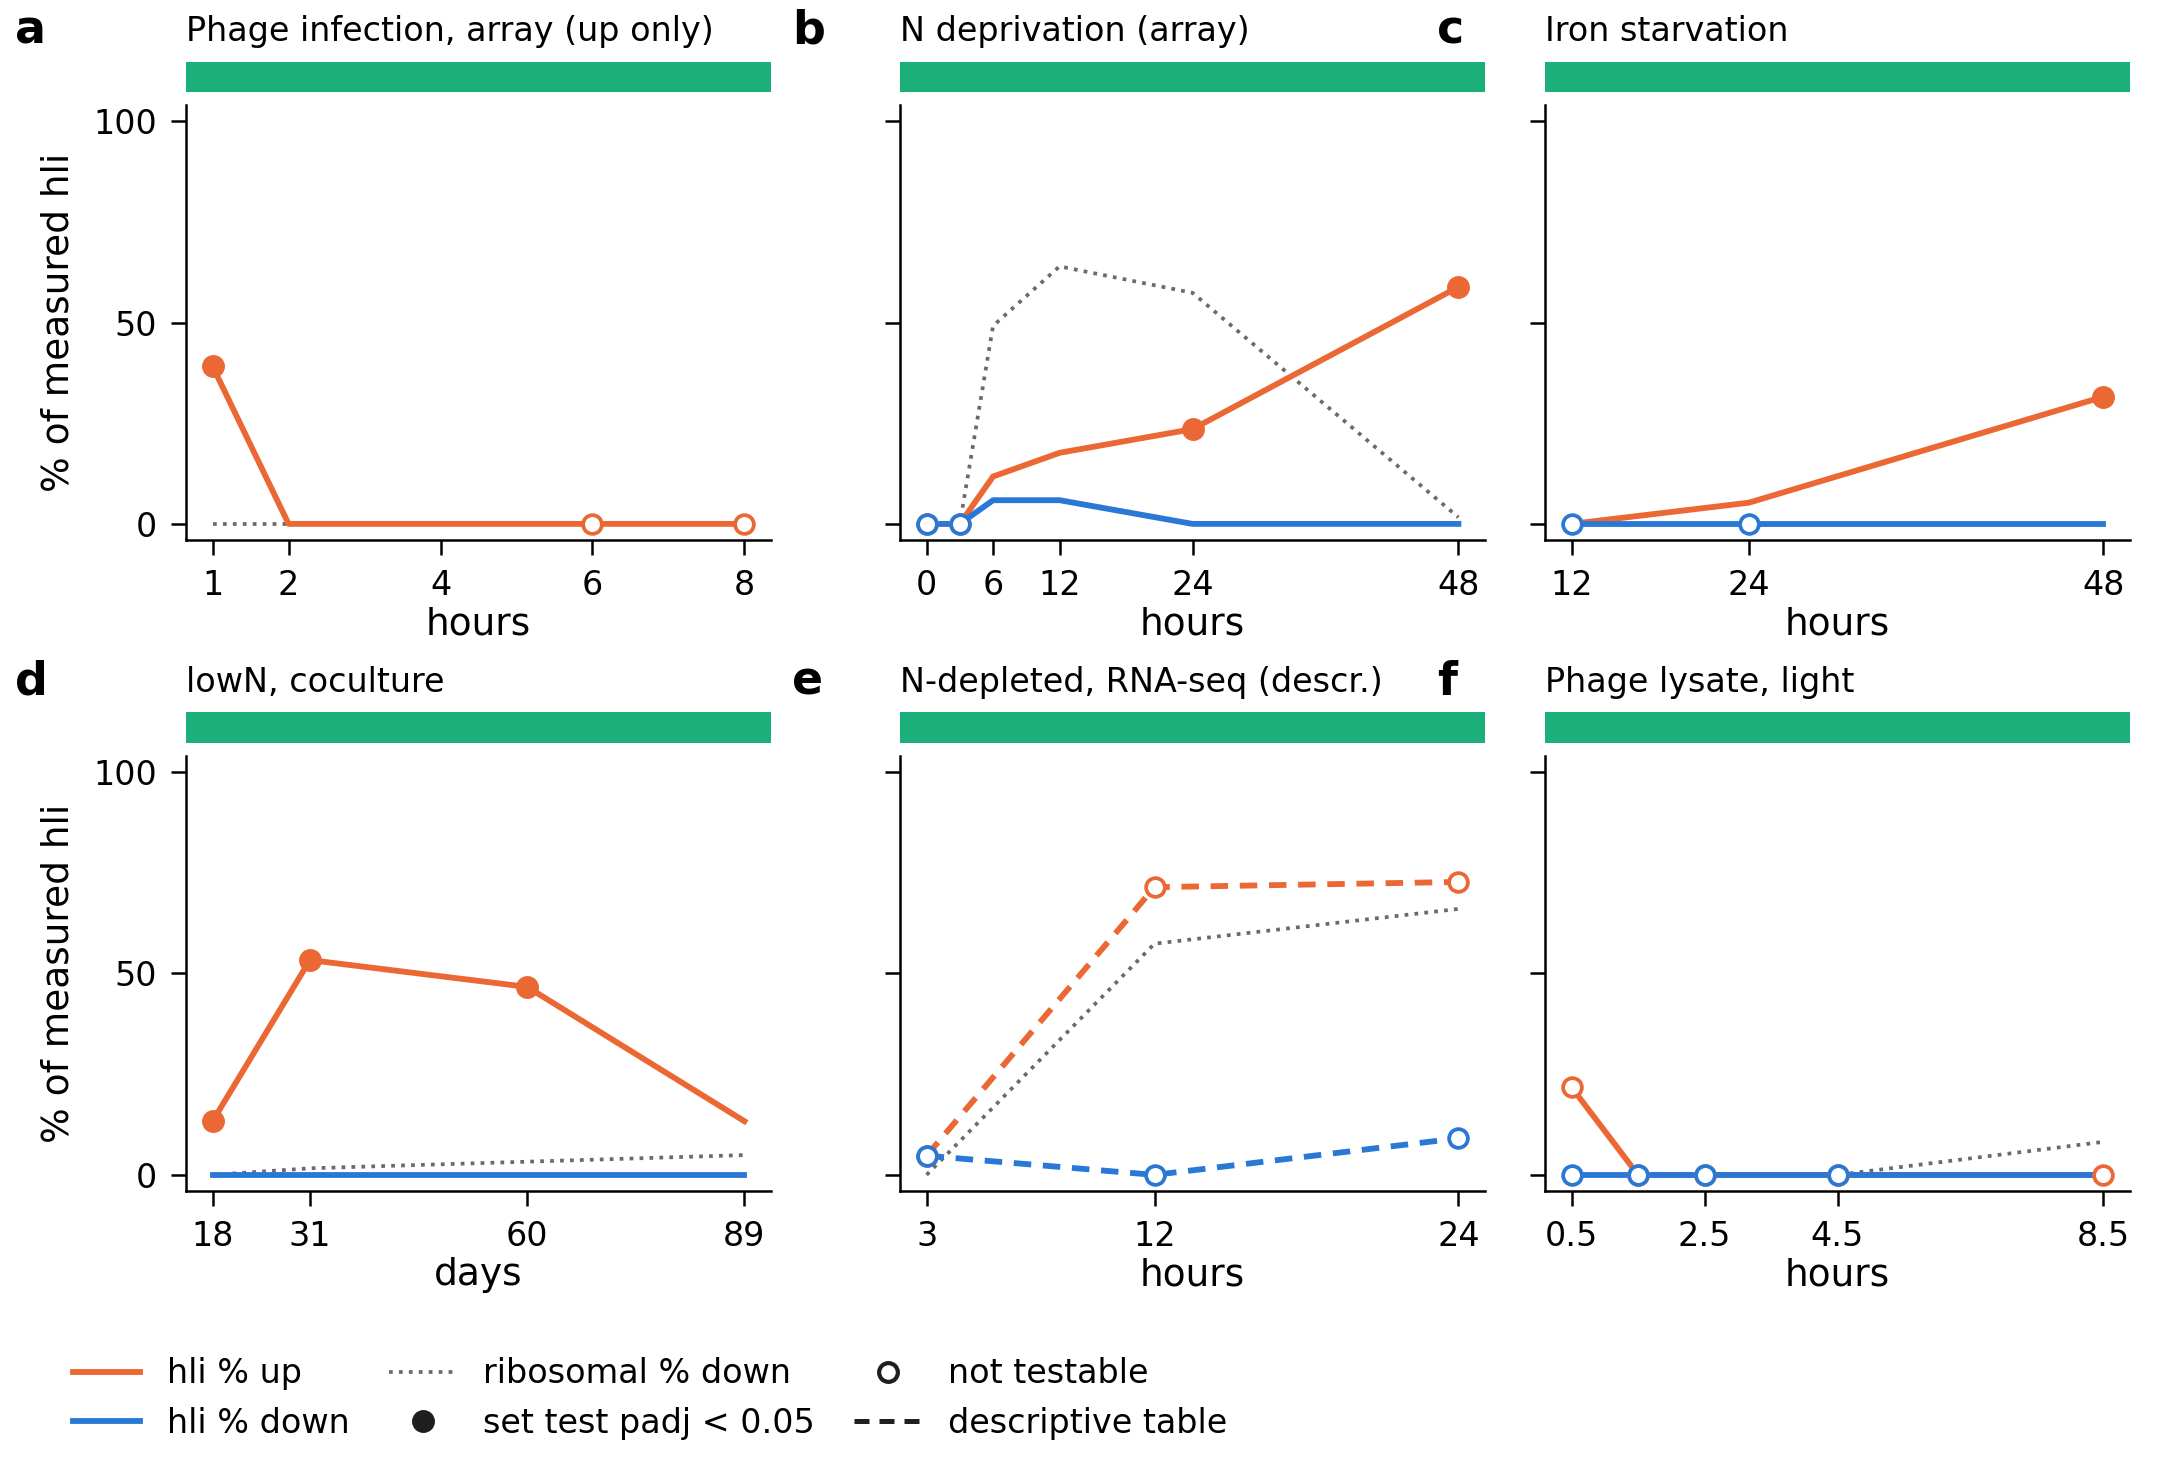 a Phage infection, array (up only)
b N deprivation (array)
c Iron starvation
% of measured hli
100
50
0
1 2 4 6 8
hours
0 6 12 24 48
hours
12 24 48
hours
d lowN, coculture
e N-depleted, RNA-seq (descr.)
f Phage lysate, light
% of measured hli
100
50
0
18 31 60 89
days
3 12 24
hours
0.5 2.5 4.5 8.5
hours
hli % up
hli % down
ribosomal % down
set test padj < 0.05
not testable
descriptive table